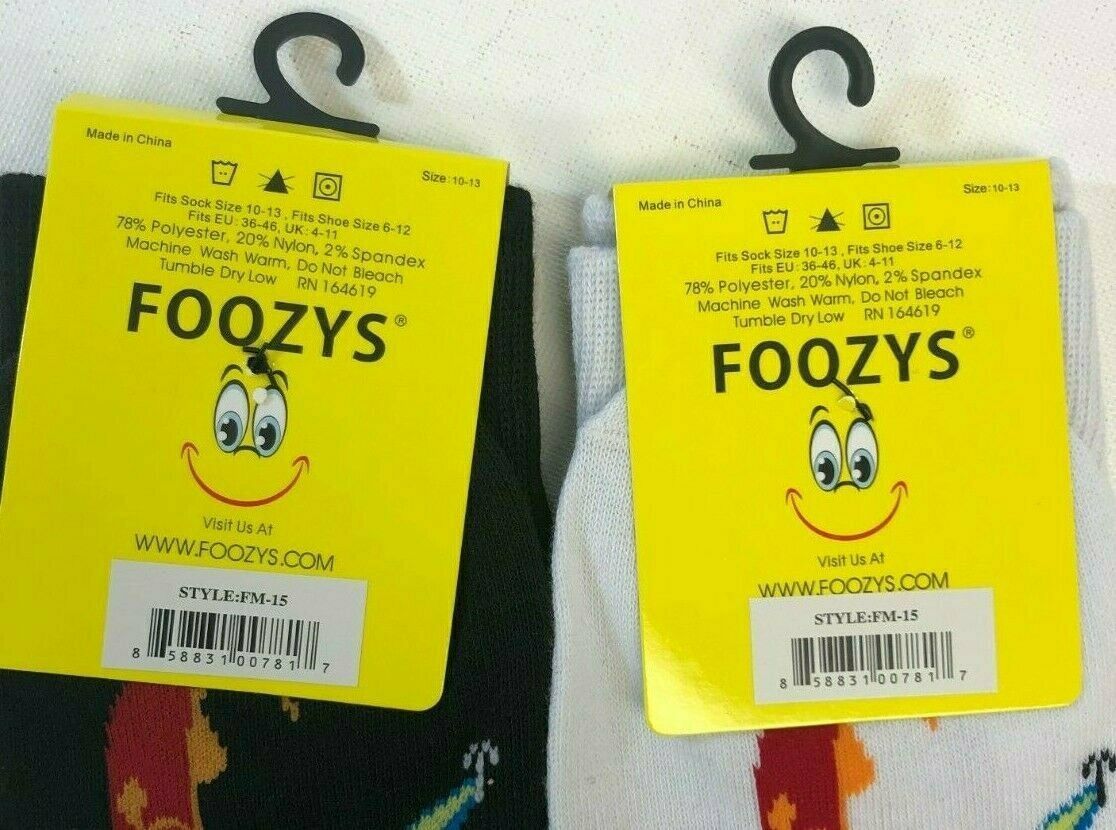 Made in China
Size:10-13
Fits Sock Size 10-13 , Fits Shoe Size 6-12
Fits EU : 36-46, UK: 4-11
78% Polyester, 20% Nylon, 2% Spandex
Machine Wash Warm, Do Not Bleach
Tumble Dry Low RN 164619
FOOZYS®
Visit Us At
WWW.FOOZYS.COM
STYLE:FM-15
8 58831 00781 7
Made in China
Size:10-13
Fits Sock Size 10-13 , Fits Shoe Size 6-12
Fits EU : 36-46, UK: 4-11
78% Polyester, 20% Nylon, 2% Spandex
Machine Wash Warm, Do Not Bleach
Tumble Dry Low RN 164619
FOOZYS®
Visit Us At
WWW.FOOZYS.COM
STYLE:FM-15
8 58831 00781 7